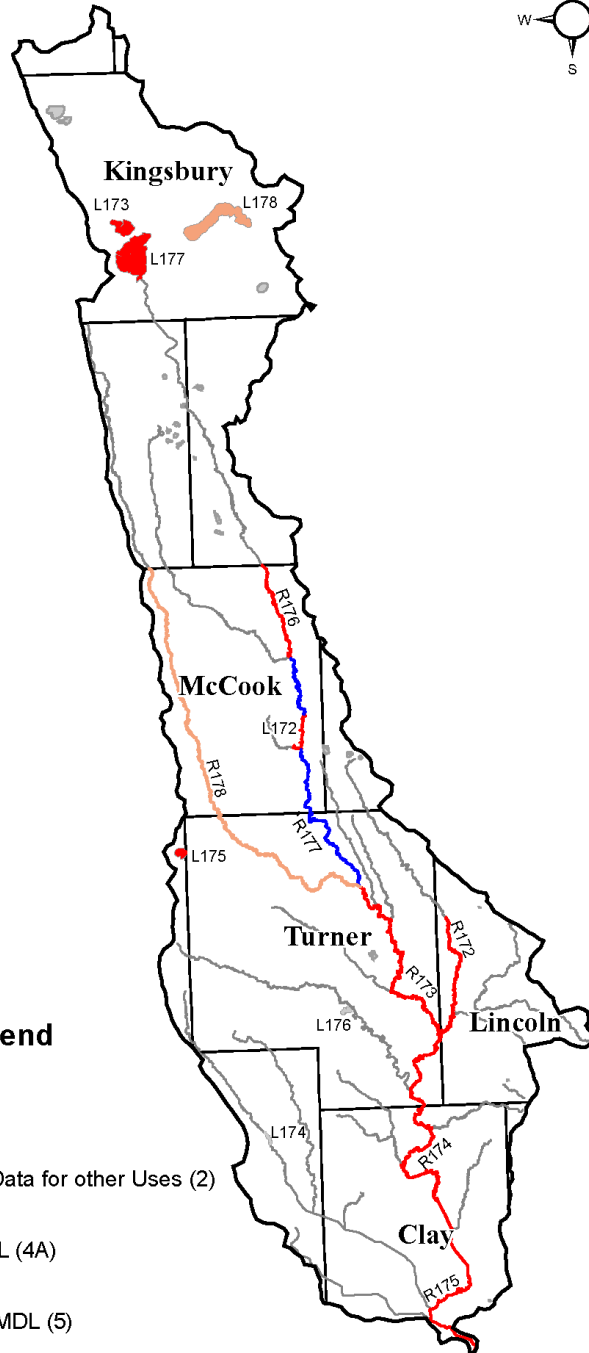 W
S
Kingsbury
L173
L178
L177
R176
McCook
L172
R178
R177
L175
Turner
R172
R173
Lincoln
L176
end
L174
R174
Data for other Uses (2)
Clay
L (4A)
R175
MDL (5)